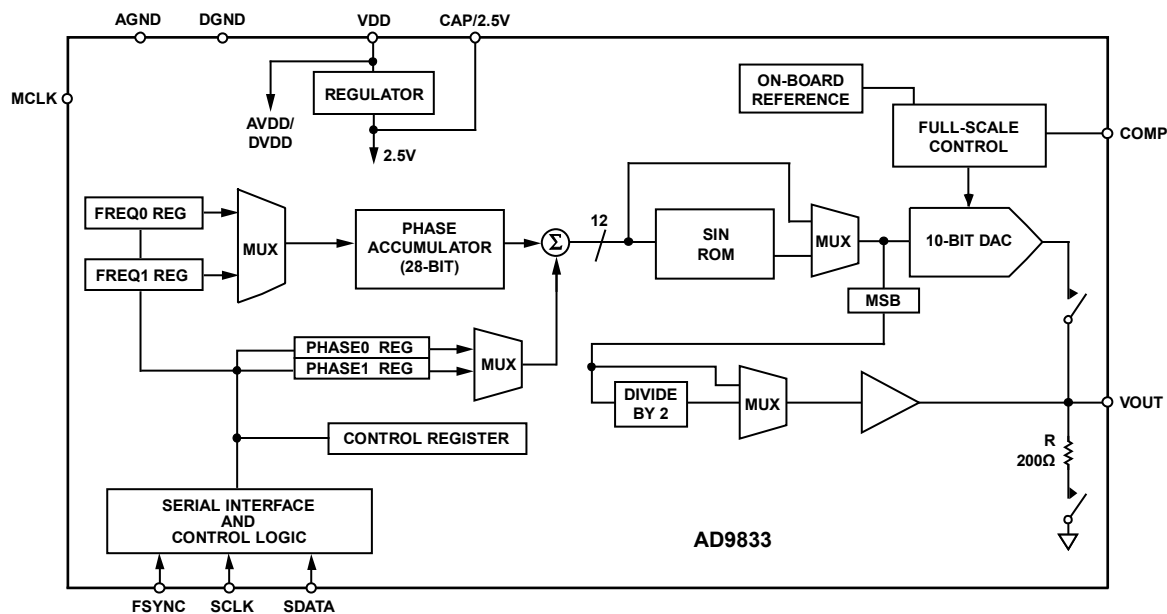 AGND
DGND
VDD
CAP/2.5V
MCLK
REGULATOR
AVDD/
DVDD
2.5V
ON-BOARD
REFERENCE
FULL-SCALE
CONTROL
COMP
FREQ0 REG
FREQ1 REG
MUX
PHASE
ACCUMULATOR
(28-BIT)
Σ
12
SIN
ROM
MUX
10-BIT DAC
MSB
PHASE0 REG
PHASE1 REG
MUX
DIVIDE
BY 2
MUX
VOUT
R
200Ω
CONTROL REGISTER
SERIAL INTERFACE
AND
CONTROL LOGIC
AD9833
FSYNC
SCLK
SDATA